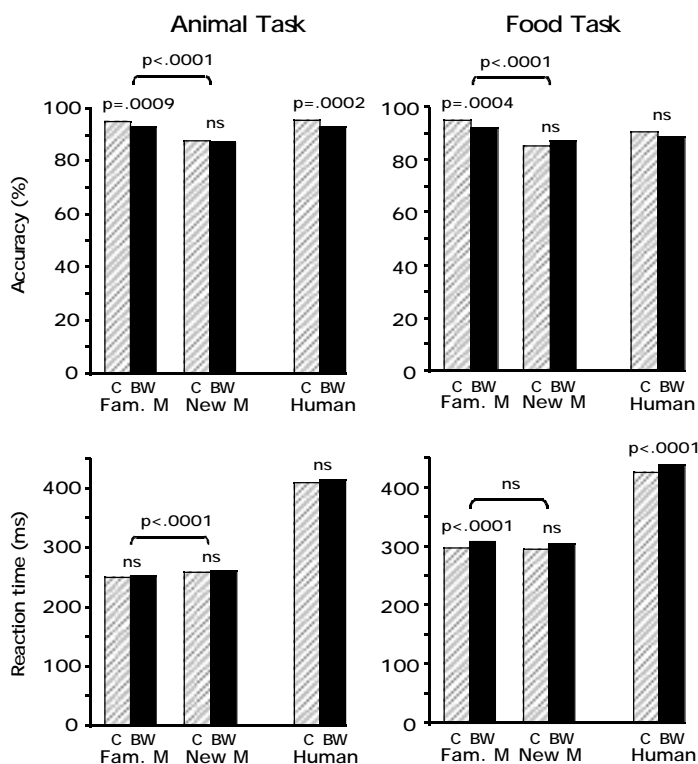 Animal Task
Food Task
p<.0001
p=.0009
ns
p=.0002
100
80
60
40
20
0
Accuracy (%)
C BW
C BW
C BW
Fam. M
New M
Human
p<.0001
p=.0004
ns
ns
100
80
60
40
20
0
C BW
C BW
C BW
Fam. M
New M
Human
ns
p<.0001
ns
ns
400
300
200
100
0
Reaction time (ms)
C BW
C BW
C BW
Fam. M
New M
Human
p<.0001
ns
p<.0001
ns
400
300
200
100
0
C BW
C BW
C BW
Fam. M
New M
Human